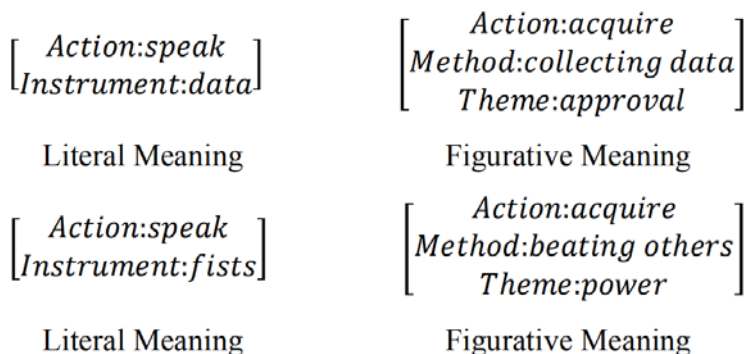 Action:speak
Instrument:data
Literal Meaning
Action:acquire
Method:collecting data
Theme:approval
Figurative Meaning
Action:speak
Instrument:fists
Literal Meaning
Action:acquire
Method:beating others
Theme:power
Figurative Meaning